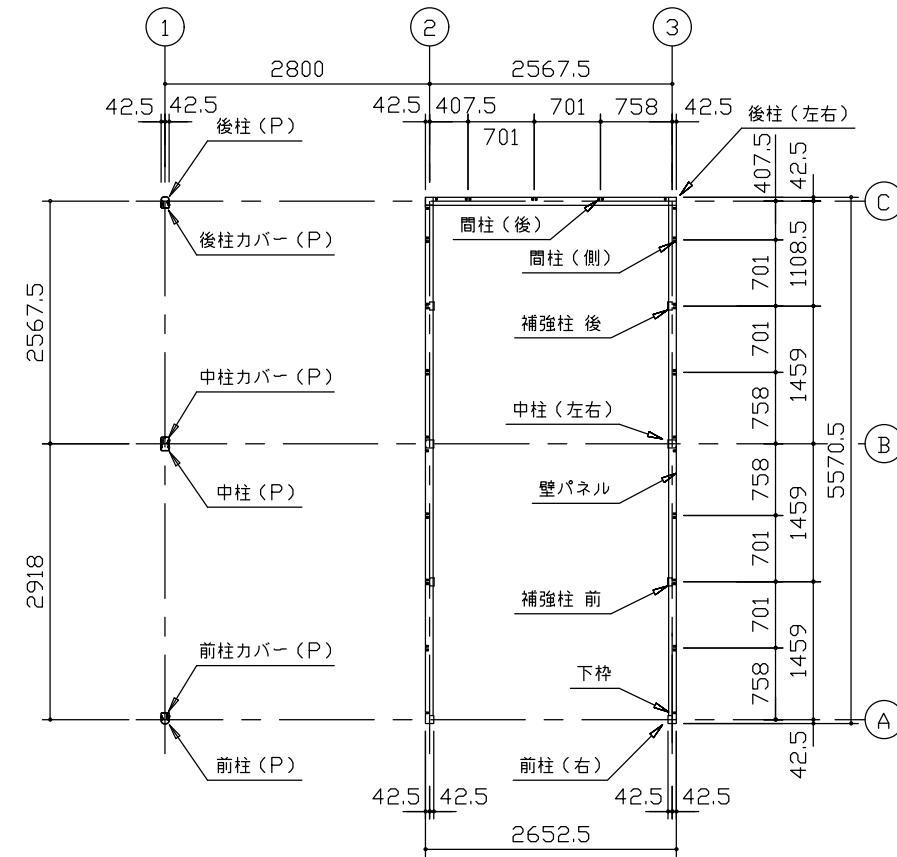 1
2
3
2800
2567.5
42.5
42.5
42.5
407.5
701
701
758
42.5
後柱（P）
後柱（左右）
407.5
42.5
C
間柱（後）
後柱カバー（P）
間柱（側）
701
1108.5
2567.5
補強柱 後
701
1459
中柱カバー（P）
中柱（左右）
758
B
5570.5
中柱（P）
壁パネル
758
1459
2918
補強柱 前
701
701
1459
前柱カバー（P）
下枠
758
A
前柱（P）
前柱（右）
42.5
42.5
42.5
42.5
42.5
2652.5